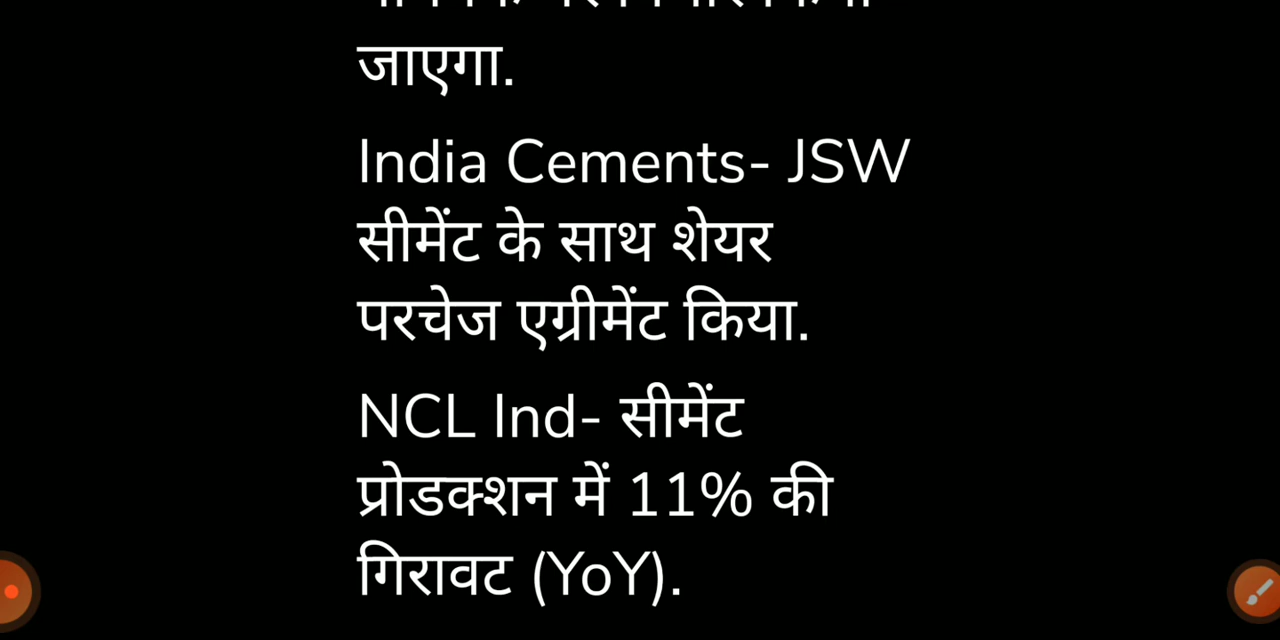 जाएगा.
India Cements- JSW
सीमेंट के साथ शेयर
परचेज एग्रीमेंट किया.
NCL Ind- सीमेंट
प्रोडक्शन में 11% की
गिरावट (YoY).